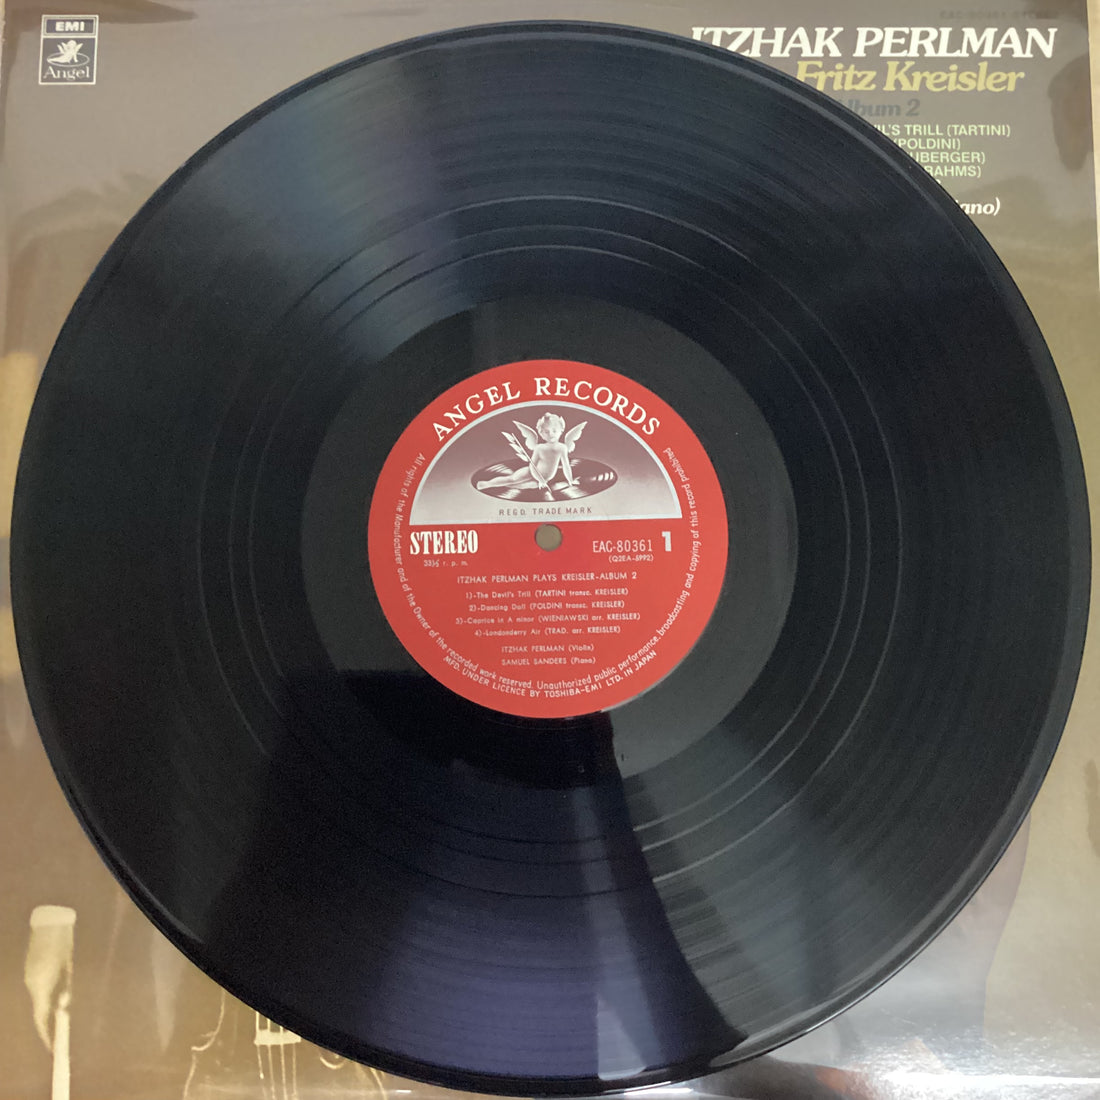 EMI
Angel
EAC-80361 STEREO
ITZHAK PERLMAN
Fritz Kreisler
lbum 2
IL'S TRILL (TARTINI)
(POLDINI)
UBERGER)
RAHMS)
iano)
ANGEL RECORDS
REGD. TRADE MARK
STEREO
33⅓ r. p. m.
EAC-80361 1
(Q2EA-6992)
ITZHAK PERLMAN PLAYS KREISLER-ALBUM 2
1)-The Devil's Trill (TARTINI transc. KREISLER)
2)-Dancing Doll (POLDINI transc. KREISLER)
3)-Caprice in A minor (WIENIAWSKI arr. KREISLER)
4)-Londonderry Air (TRAD. arr. KREISLER)
ITZHAK PERLMAN (Violin)
SAMUEL SANDERS (Piano)
All rights of the Manufacturer and of the Owner of the recorded work reserved. Unauthorized public performance, broadcasting and copying of this record prohibited
MFD. UNDER LICENCE BY TOSHIBA-EMI LTD. IN JAPAN